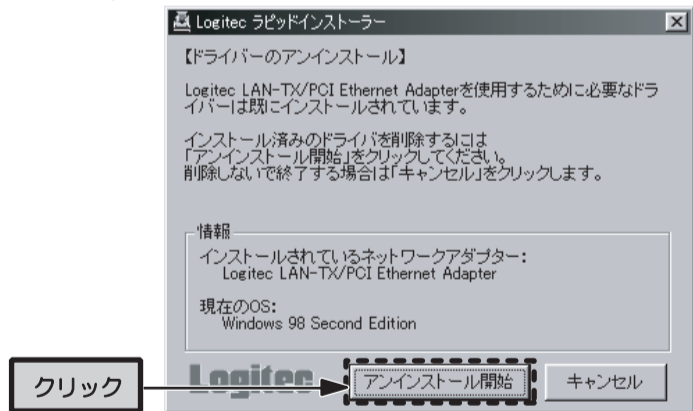 Logitec ラピッドインストーラー
【ドライバーのアンインストール】
Logitec LAN-TX/PCI Ethernet Adapterを使用するために必要なドラ
イバーは既にインストールされています。
インストール済みのドライバを削除するには
「アンインストール開始」をクリックしてください。
削除しないで終了する場合は「キャンセル」をクリックします。
情報
インストールされているネットワークアダプター:
Logitec LAN-TX/PCI Ethernet Adapter
現在のOS:
Windows 98 Second Edition
クリック
Logitec
アンインストール開始
キャンセル